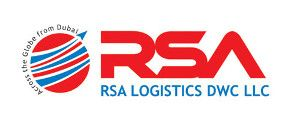 Across the Globe from Dubai
RSA
RSA LOGISTICS DWC LLC